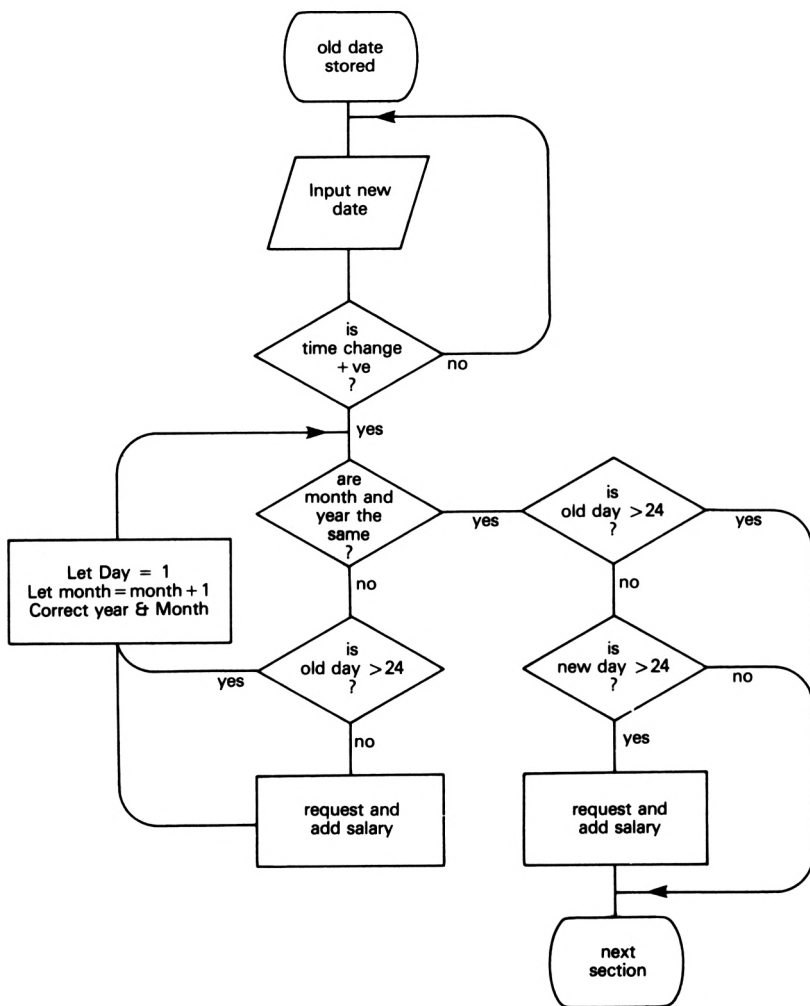 old date
stored
Input new
date
is
time change
+ve
?
no
yes
are
month and
year the
same
?
yes
is
old day >24
?
yes
Let Day = 1
Let month=month+1
Correct year & Month
no
no
is
old day >24
?
yes
is
new day >24
?
no
no
yes
request and
add salary
request and
add salary
next
section